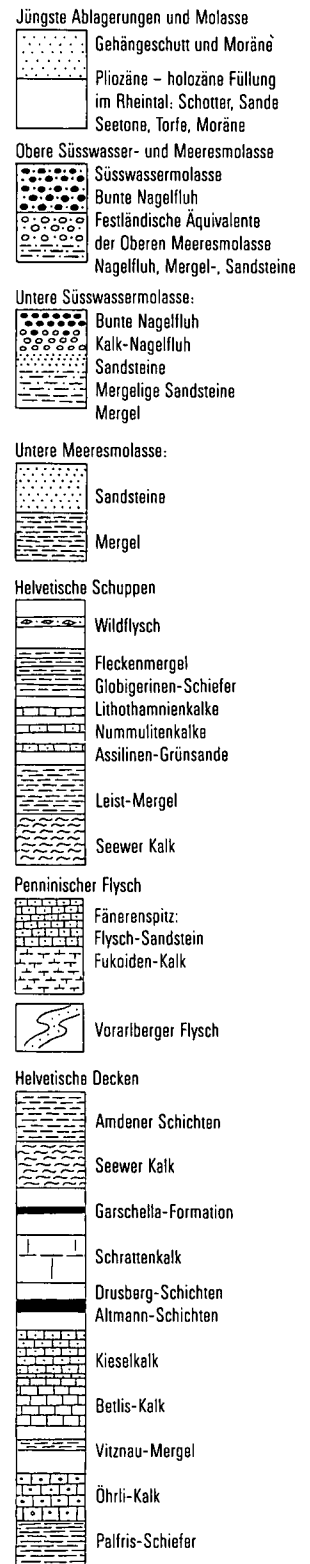 Jüngste Ablagerungen und Molasse
Gehängeschutt und Moräne
Pliozäne – holozäne Füllung
im Rheintal: Schotter, Sande
Seetone, Torfe, Moräne
Obere Süsswasser- und Meeresmolasse
Süsswassermolasse
Bunte Nagelfluh
Festländische Äquivalente
der Oberen Meeresmolasse
Nagelfluh, Mergel-, Sandsteine
Untere Süsswassermolasse:
Bunte Nagelfluh
Kalk-Nagelfluh
Sandsteine
Mergelige Sandsteine
Mergel
Untere Meeresmolasse:
Sandsteine
Mergel
Helvetische Schuppen
Wildflysch
Fleckenmergel
Globigerinen-Schiefer
Lithothamnienkalke
Nummulitenkalke
Assilinen-Grünsande
Leist-Mergel
Seewer Kalk
Penninischer Flysch
Fänerenspitz:
Flysch-Sandstein
Fukoiden-Kalk
Vorarlberger Flysch
Helvetische Decken
Amdener Schichten
Seewer Kalk
Garschella-Formation
Schrattenkalk
Drusberg-Schichten
Altmann-Schichten
Kieselkalk
Betlis-Kalk
Vitznau-Mergel
Öhrli-Kalk
Palfris-Schiefer